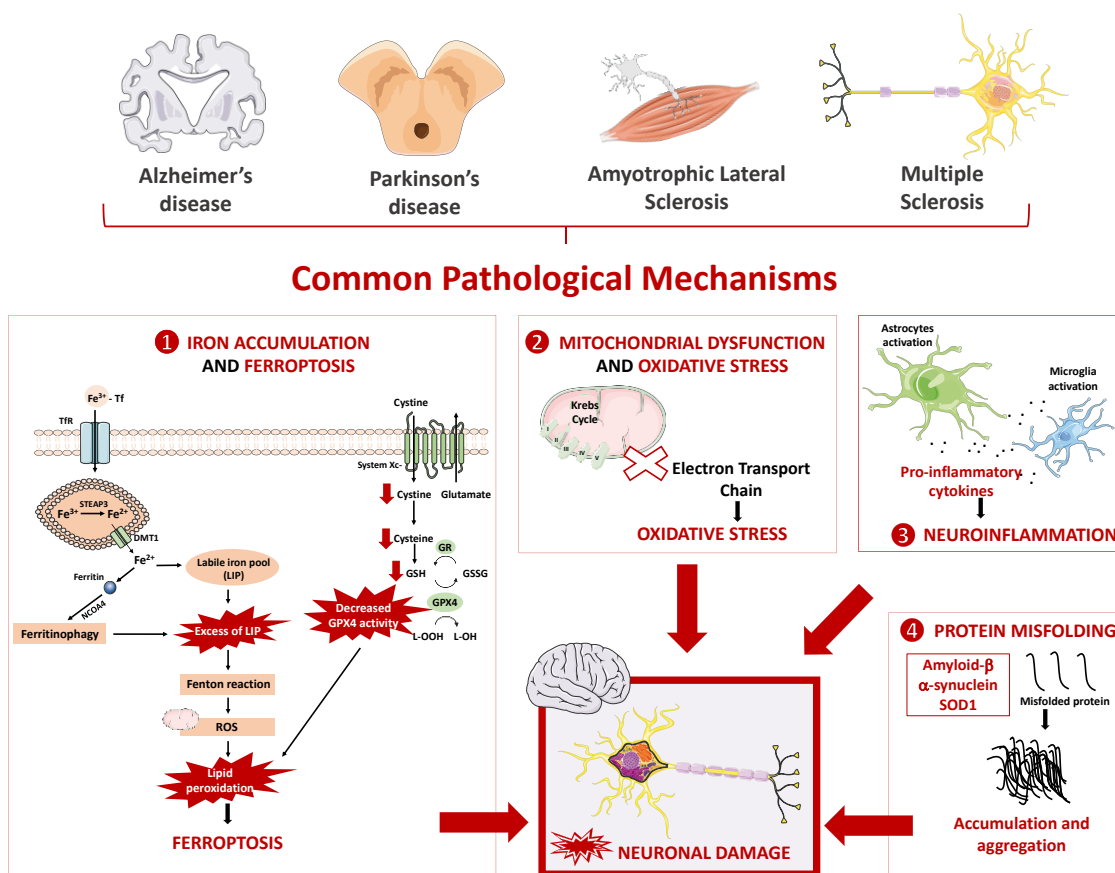 Alzheimer's
disease
Parkinson's
disease
Amyotrophic Lateral
Sclerosis
Multiple
Sclerosis
Common Pathological Mechanisms
1 IRON ACCUMULATION
AND FERROPTOSIS
Fe³⁺ - Tf
TfR
Cystine
System Xc-
Cystine
Glutamate
STEAP3
Fe³⁺
Fe²⁺
DMT1
Fe²⁺
Cysteine
GR
GSH
GSSG
Ferritin
NCOA4
Labile iron pool
(LIP)
Ferritinophagy
Excess of LIP
Decreased
GPX4 activity
GPX4
L-OOH
L-OH
Fenton reaction
ROS
Lipid
peroxidation
FERROPTOSIS
2 MITOCHONDRIAL DYSFUNCTION
AND OXIDATIVE STRESS
Krebs
Cycle
I
II
III
IV
V
Electron Transport
Chain
OXIDATIVE STRESS
Astrocytes
activation
Microglia
activation
Pro-inflammatory
cytokines
3 NEUROINFLAMMATION
4 PROTEIN MISFOLDING
Amyloid-β
α-synuclein
SOD1
Misfolded protein
Accumulation and
aggregation
NEURONAL DAMAGE